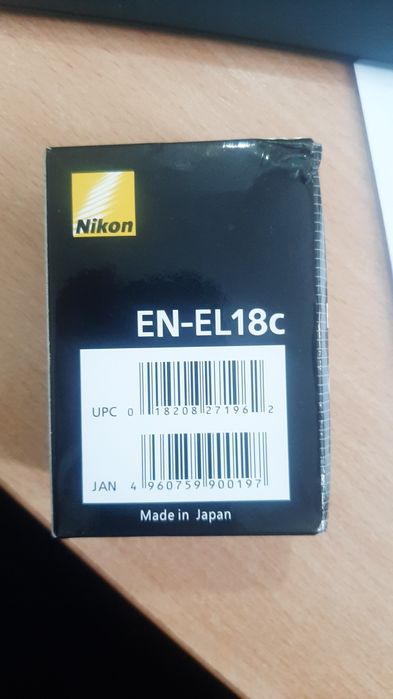 Nikon
EN-EL18c
UPC 0 18208 27196 2
JAN 4 960759 900197
Made in Japan